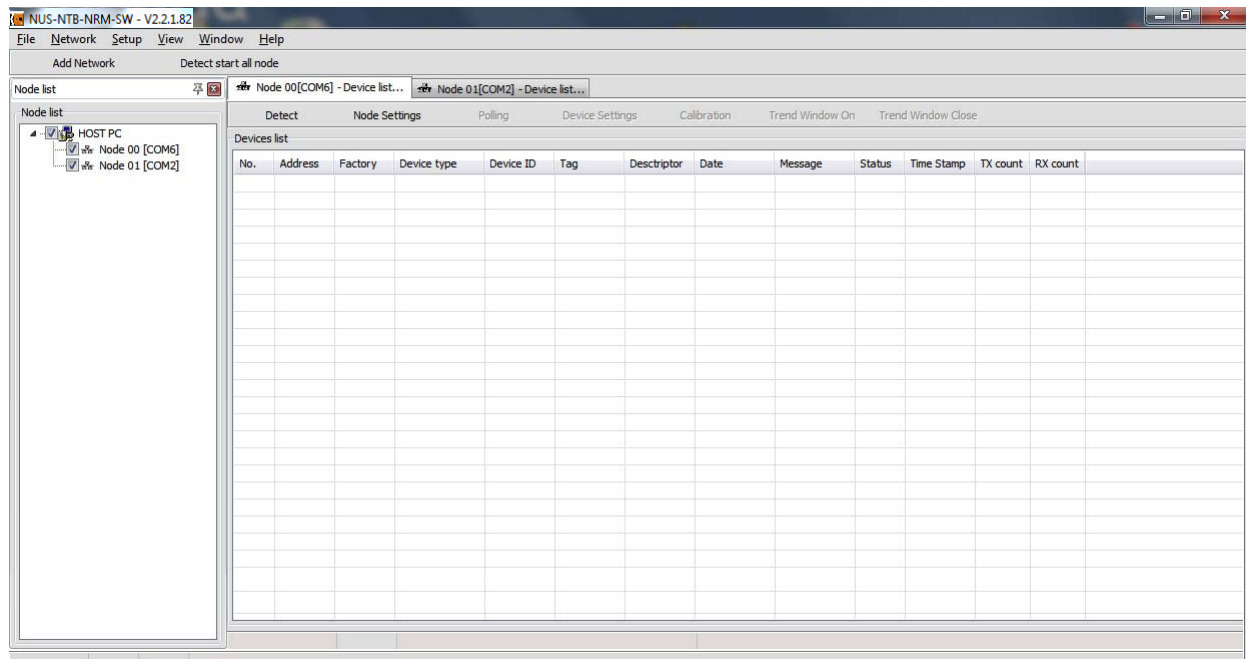 NUS-NTB-NRM-SW - V2.2.1.82
File Network Setup View Window Help
Add Network Detect start all node
Node list
Node 00[COM6] - Device list...
Node 01[COM2] - Device list...
Node list
HOST PC
Node 00 [COM6]
Node 01 [COM2]
Detect Node Settings Polling Device Settings Calibration Trend Window On Trend Window Close
Devices list
No. Address Factory Device type Device ID Tag Desctriptor Date Message Status Time Stamp TX count RX count